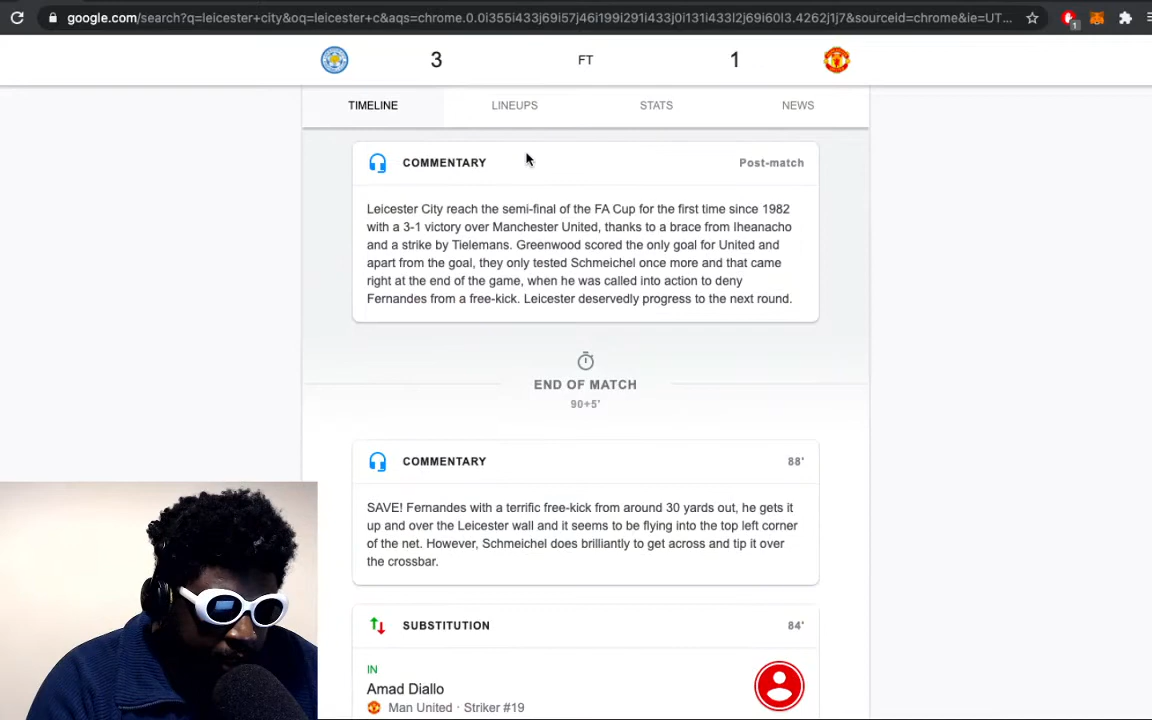 google.com/search?q=leicester+city&oq=leicester+c&aqs=chrome.0.0i355i433j69i57j46i199i291i433j0i131i433l2j69i60l3.4262j1j7&sourceid=chrome&ie=UT...
1
3 FT 1
TIMELINE LINEUPS STATS NEWS
COMMENTARY Post-match
Leicester City reach the semi-final of the FA Cup for the first time since 1982
with a 3-1 victory over Manchester United, thanks to a brace from Iheanacho
and a strike by Tielemans. Greenwood scored the only goal for United and
apart from the goal, they only tested Schmeichel once more and that came
right at the end of the game, when he was called into action to deny
Fernandes from a free-kick. Leicester deservedly progress to the next round.
END OF MATCH
90+5'
COMMENTARY 88'
SAVE! Fernandes with a terrific free-kick from around 30 yards out, he gets it
up and over the Leicester wall and it seems to be flying into the top left corner
of the net. However, Schmeichel does brilliantly to get across and tip it over
the crossbar.
SUBSTITUTION 84'
IN
Amad Diallo
Man United · Striker #19